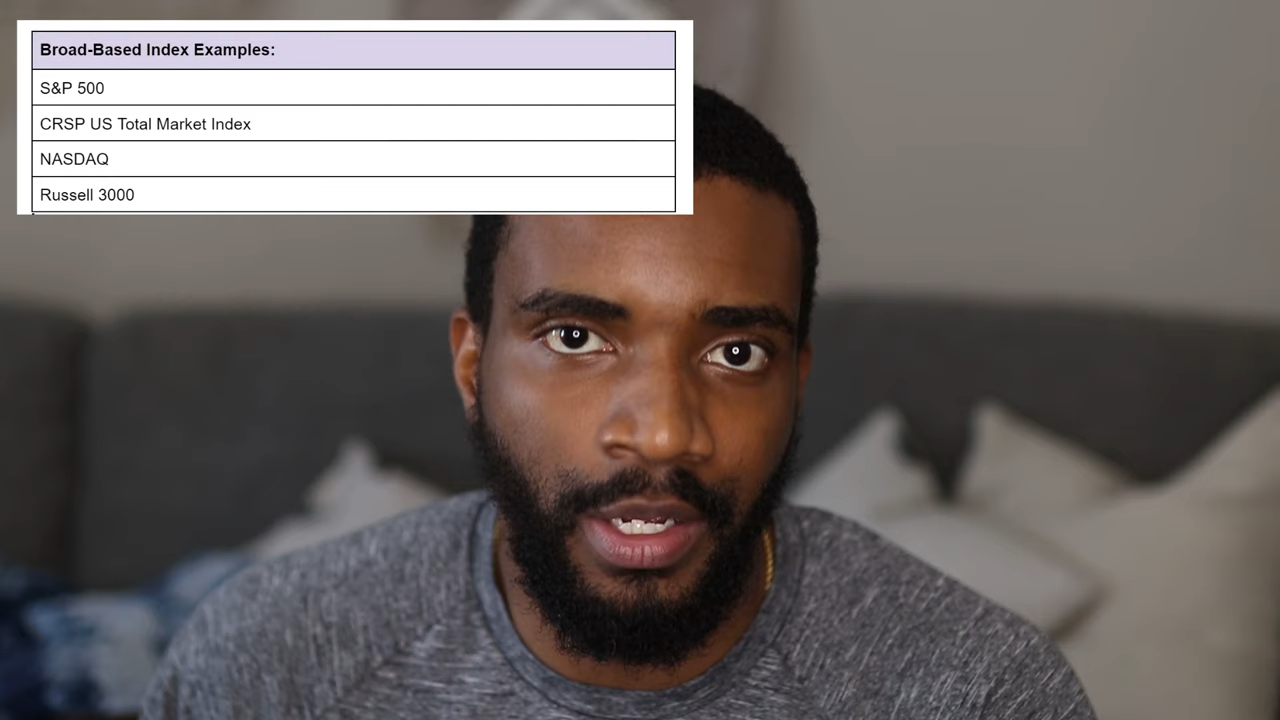 Broad-Based Index Examples:
S&P 500
CRSP US Total Market Index
NASDAQ
Russell 3000